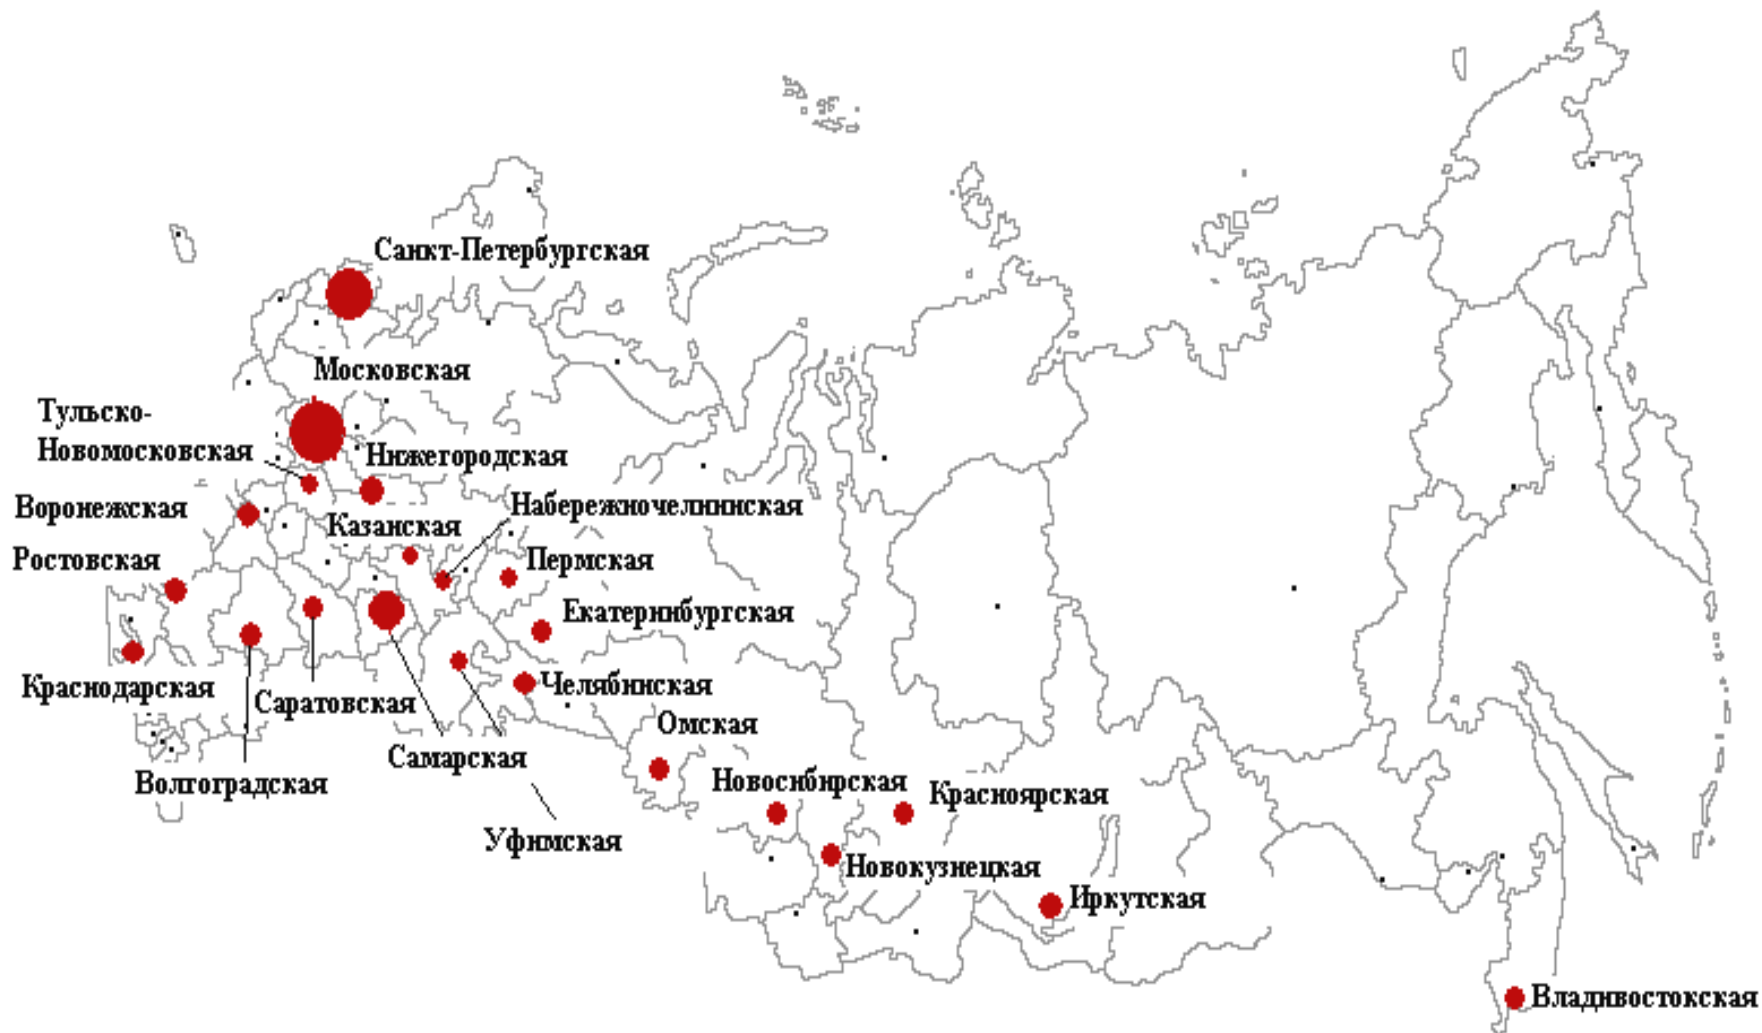 Санкт-Петербургская
Московская
Тульско-
Новомосковская
Нижегородская
Воронежская
Казанская
Набережночелнинская
Ростовская
Пермская
Екатеринбургская
Краснодарская
Саратовская
Челябинская
Омская
Самарская
Волгоградская
Новосибирская
Красноярская
Уфимская
Новокузнецкая
Иркутская
Владивостокская